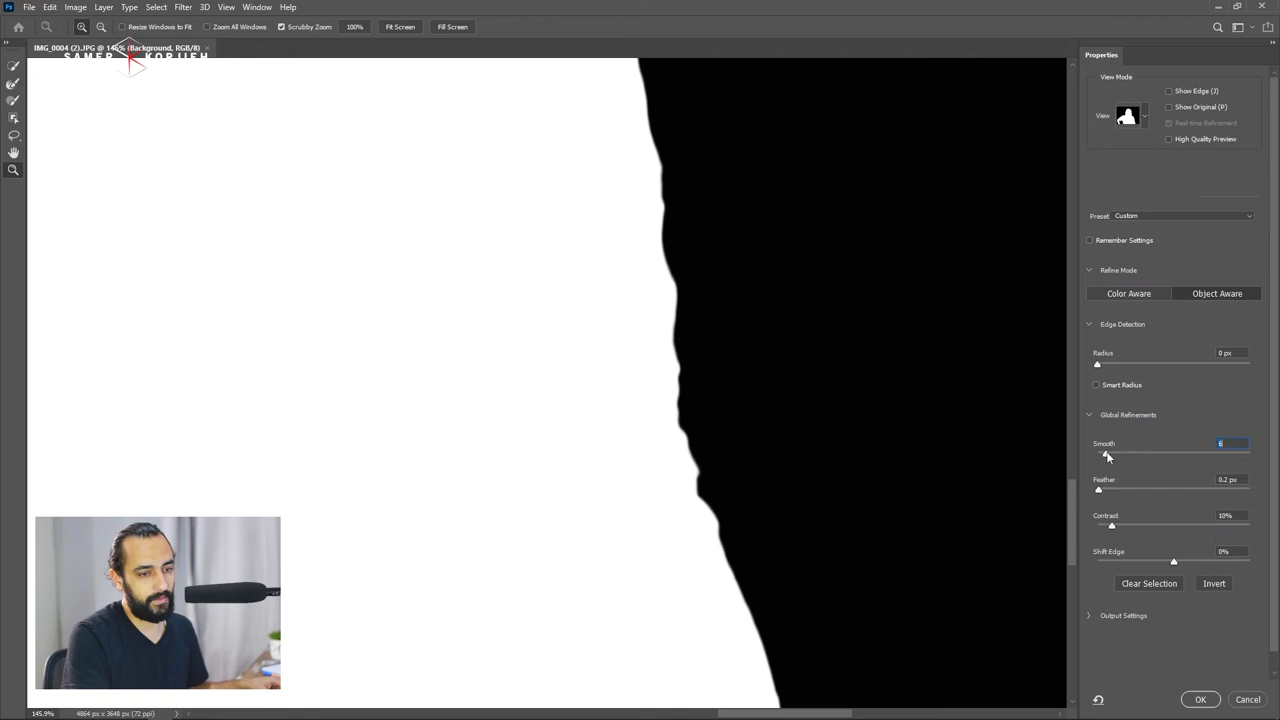 File Edit Image Layer Type Select Filter 3D View Window Help
Resize Windows to Fit Zoom All Windows Scrubby Zoom 100% Fit Screen Fill Screen
IMG_0004 (2).JPG @ 146% (Background, RGB/8)
SAMER KORJIEH
Properties
View Mode
Show Edge (J)
Show Original (P)
View
Real-time Refinement
High Quality Preview
Preset: Custom
Remember Settings
Refine Mode
Color Aware Object Aware
Edge Detection
Radius 0 px
Smart Radius
Global Refinements
Smooth 6
Feather 0.2 px
Contrast 10%
Shift Edge 0%
Clear Selection Invert
Output Settings
OK Cancel
145.9% 4864 px x 3648 px (72 ppi)